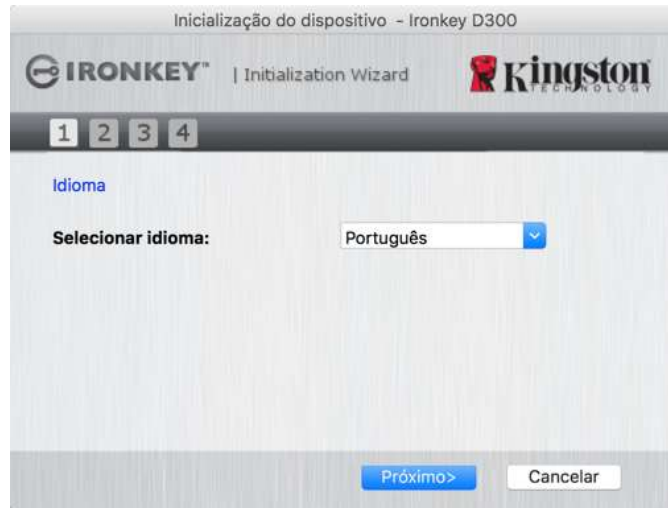 Inicialização do dispositivo - Ironkey D300
IRONKEY™ | Initialization Wizard Kingston
TECHNOLOGY
1 2 3 4
Idioma
Selecionar idioma: Português
Próximo> Cancelar